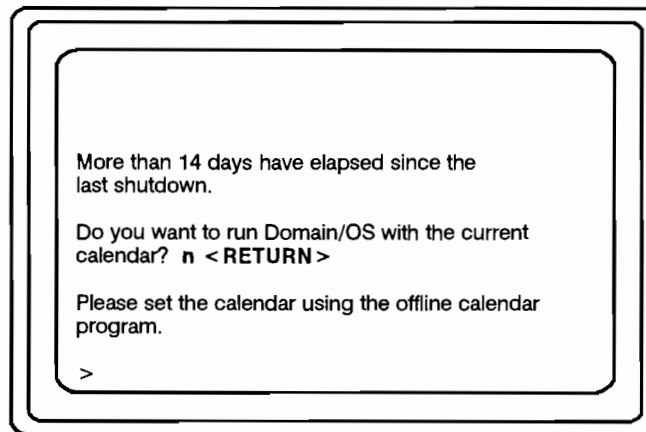 More than 14 days have elapsed since the
last shutdown.
Do you want to run Domain/OS with the current
calendar? n <RETURN>
Please set the calendar using the offline calendar
program.
>